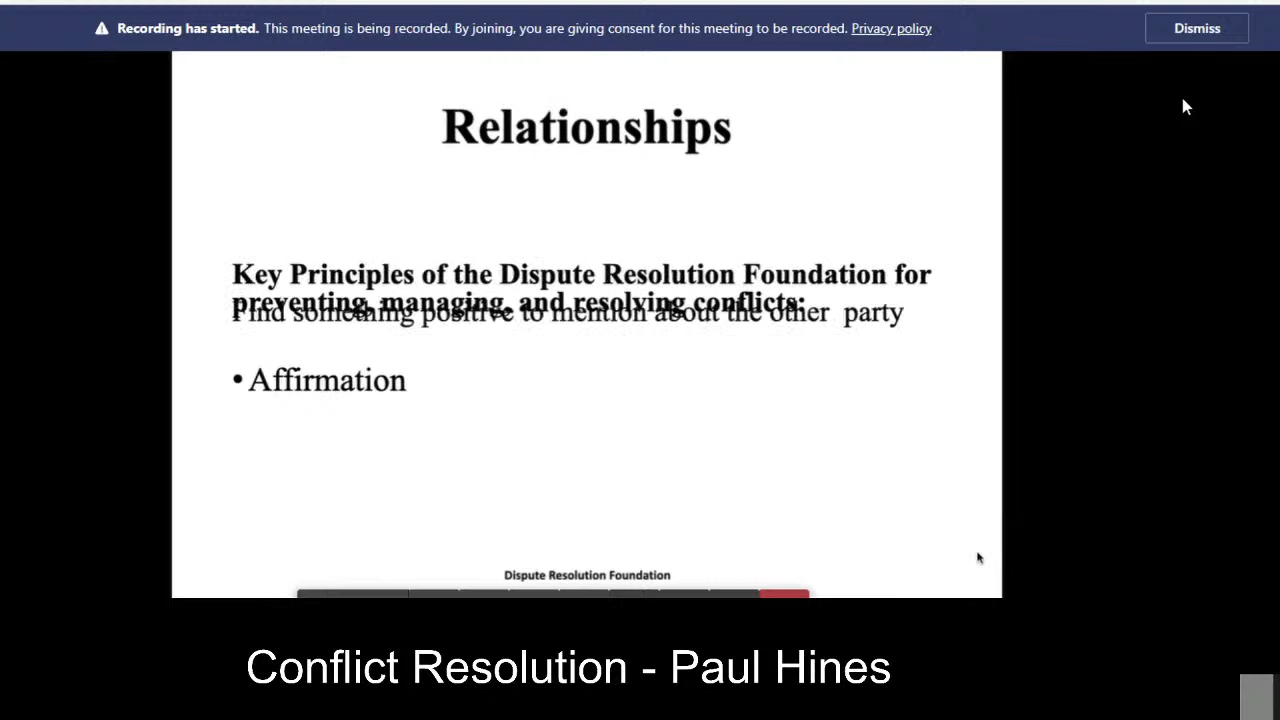 Recording has started. This meeting is being recorded. By joining, you are giving consent for this meeting to be recorded. Privacy policy
Dismiss
Relationships
Key Principles of the Dispute Resolution Foundation for
preventing, managing, and resolving conflicts:
Find something positive to mention about the other party
• Affirmation
Dispute Resolution Foundation
Conflict Resolution - Paul Hines